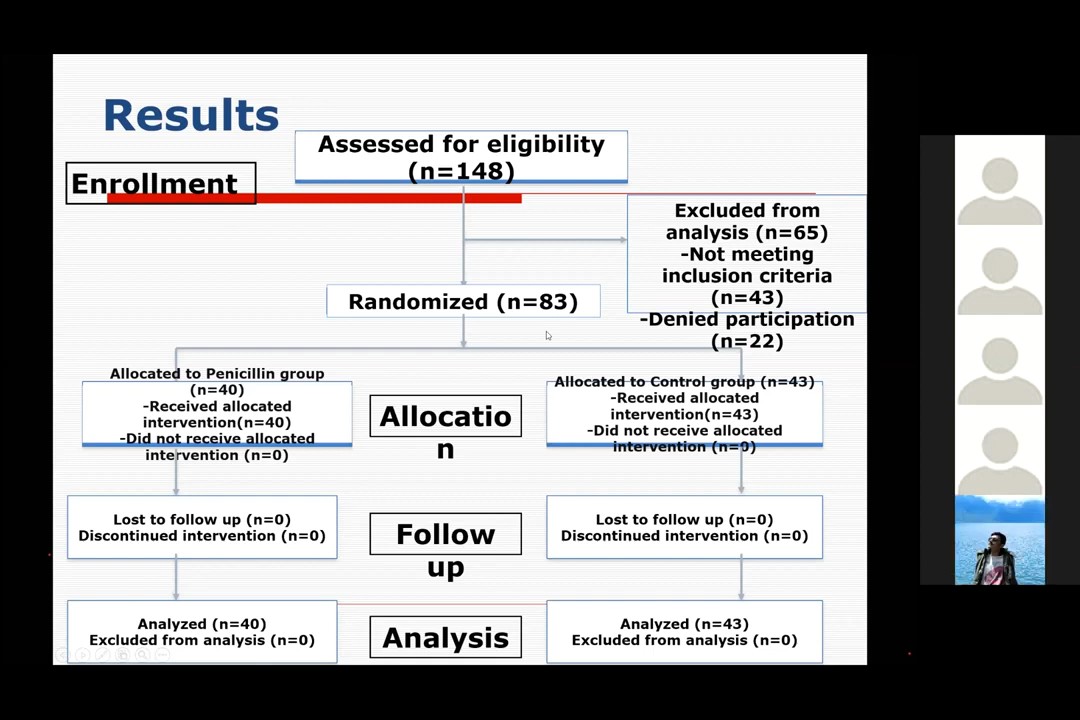 Results
Assessed for eligibility
(n=148)
Enrollment
Excluded from
analysis (n=65)
-Not meeting
inclusion criteria
(n=43)
-Denied participation
(n=22)
Randomized (n=83)
Allocated to Penicillin group
(n=40)
-Received allocated
intervention(n=40)
-Did not receive allocated
intervention (n=0)
Allocatio
n
Allocated to Control group (n=43)
-Received allocated
intervention(n=43)
-Did not receive allocated
intervention (n=0)
Lost to follow up (n=0)
Discontinued intervention (n=0)
Follow
up
Lost to follow up (n=0)
Discontinued intervention (n=0)
Analyzed (n=40)
Excluded from analysis (n=0)
Analysis
Analyzed (n=43)
Excluded from analysis (n=0)